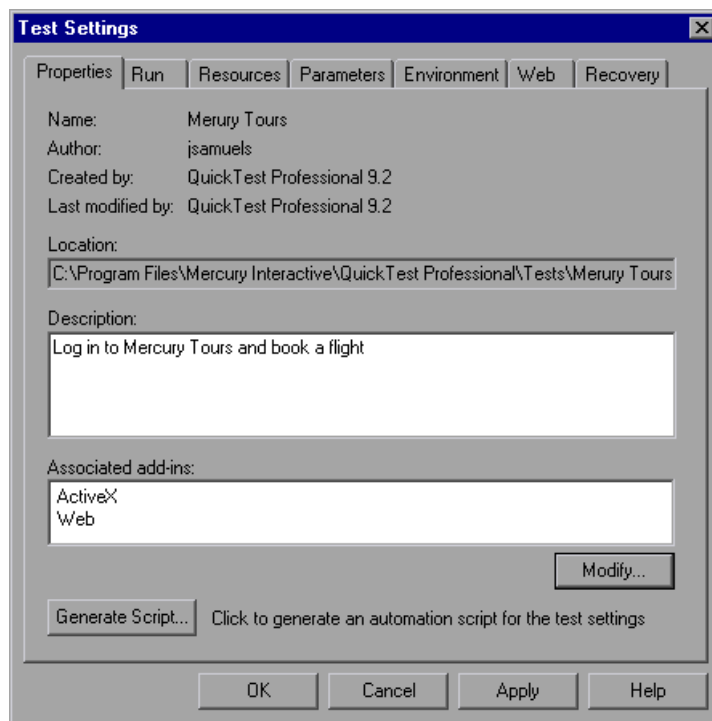 Test Settings
Properties Run Resources Parameters Environment Web Recovery
Name: Merury Tours
Author: jsamuels
Created by: QuickTest Professional 9.2
Last modified by: QuickTest Professional 9.2
Location:
C:\Program Files\Mercury Interactive\QuickTest Professional\Tests\Merury Tours
Description:
Log in to Mercury Tours and book a flight
Associated add-ins:
ActiveX
Web
Modify...
Generate Script... Click to generate an automation script for the test settings
OK Cancel Apply Help